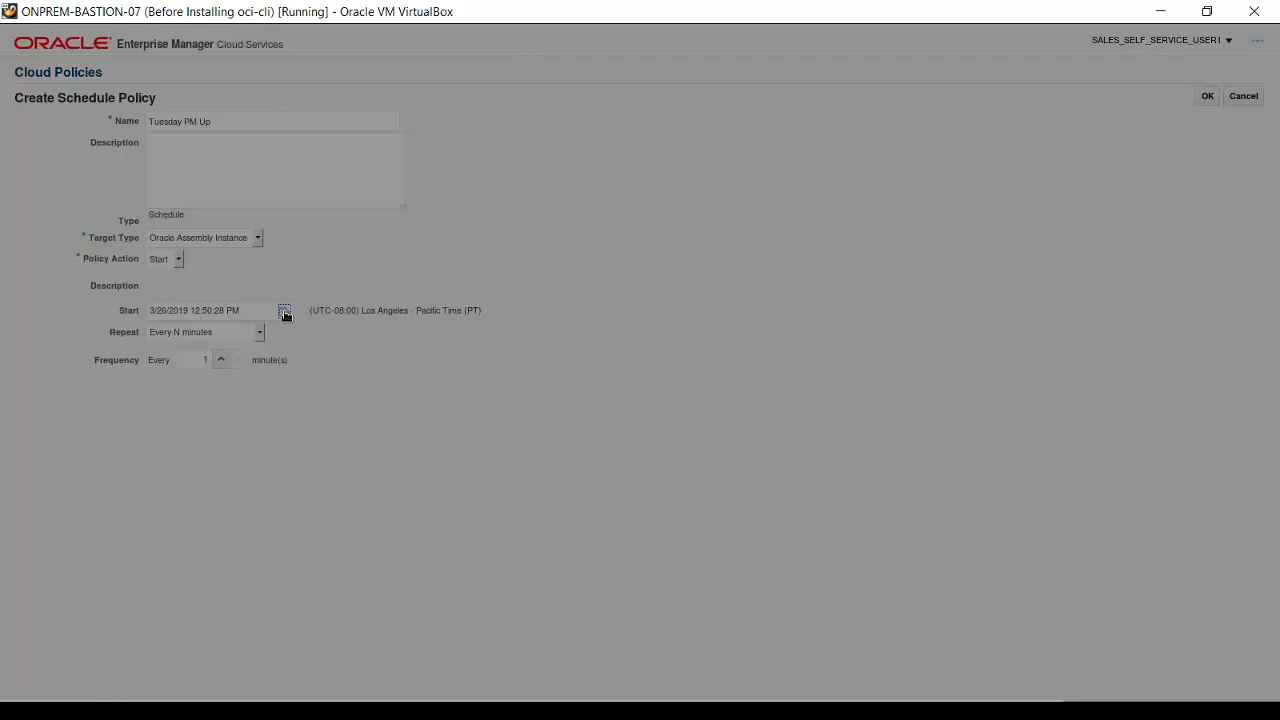 ONPREM-BASTION-07 (Before Installing oci-cli) [Running] - Oracle VM VirtualBox
ORACLE Enterprise Manager Cloud Services
SALES_SELF_SERVICE_USER1
Cloud Policies
Create Schedule Policy
OK Cancel
* Name Tuesday PM Up
Description
Type Schedule
* Target Type Oracle Assembly Instance
* Policy Action Start
Description
Start 3/26/2019 12:50:28 PM (UTC-08:00) Los Angeles - Pacific Time (PT)
Repeat Every N minutes
Frequency Every 1 minute(s)